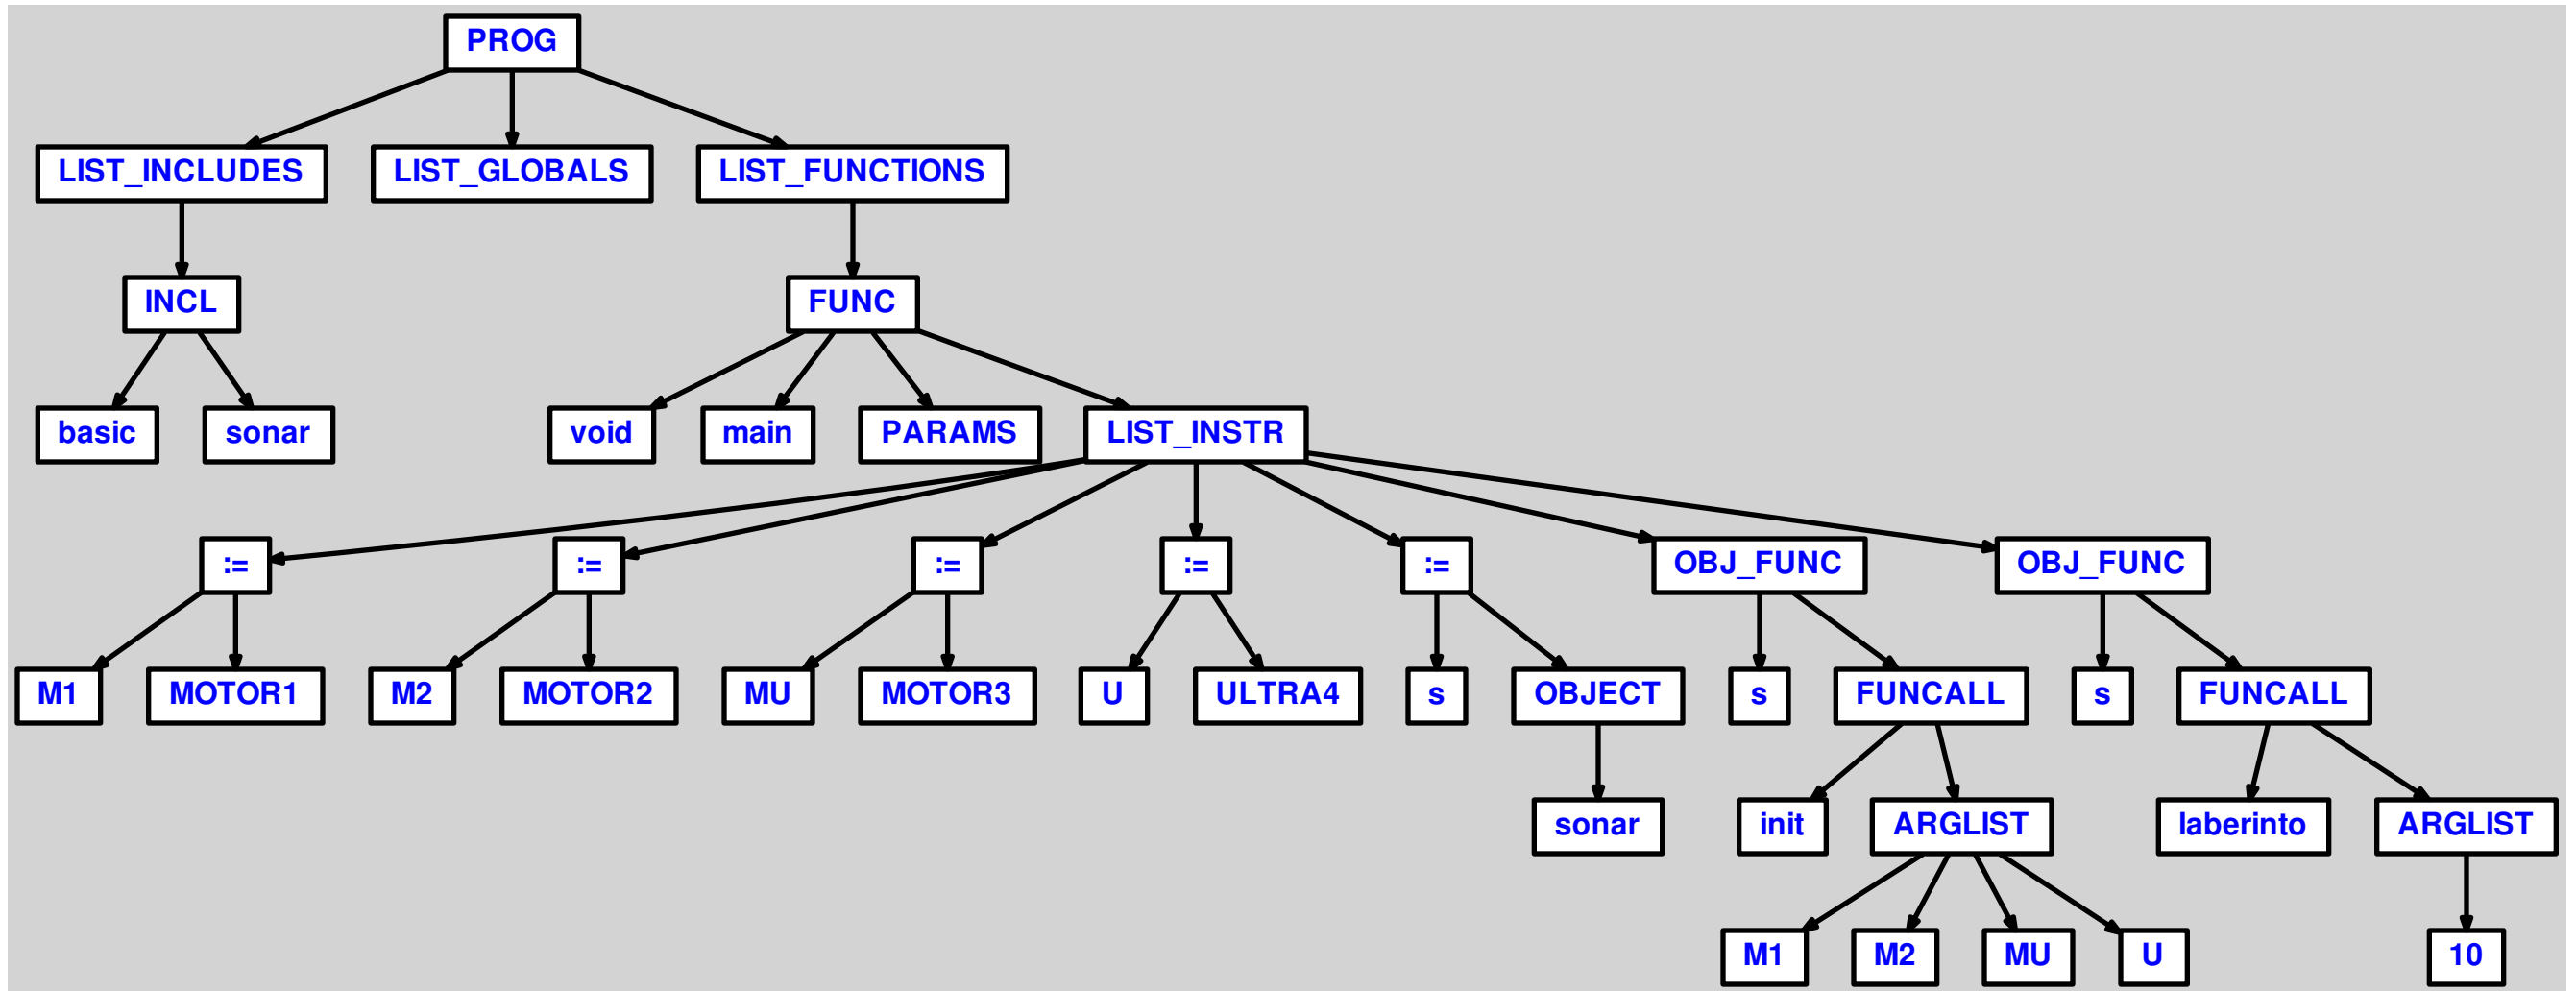 PROG
LIST_INCLUDES LIST_GLOBALS LIST_FUNCTIONS
INCL FUNC
basic sonar void main PARAMS LIST_INSTR
:= := := := := OBJ_FUNC OBJ_FUNC
M1 MOTOR1 M2 MOTOR2 MU MOTOR3 U ULTRA4 s OBJECT s FUNCALL s FUNCALL
sonar init ARGLIST laberinto ARGLIST
M1 M2 MU U 10